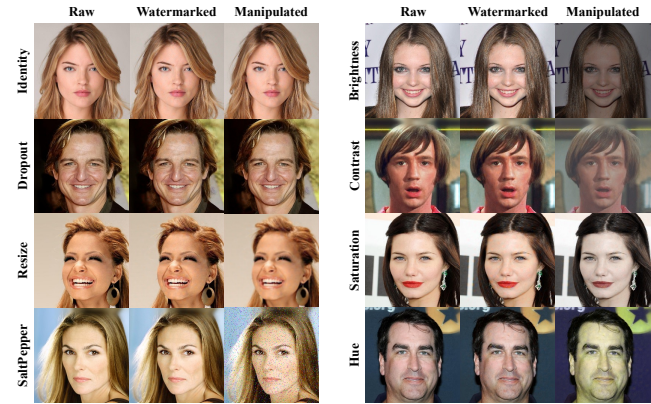 Raw Watermarked Manipulated
Identity
Dropout
Resize
SaltPepper
Raw Watermarked Manipulated
Brightness
Contrast
Saturation
Hue